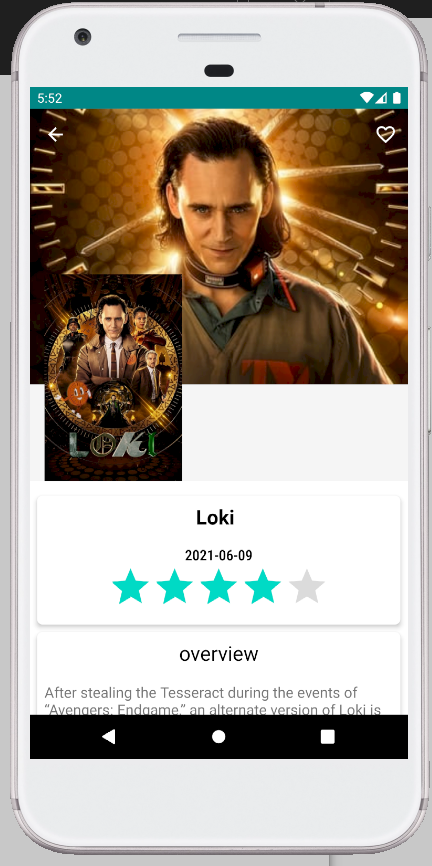 5:52
LOKI
Loki
2021-06-09
overview
After stealing the Tesseract during the events of
“Avengers: Endgame,” an alternate version of Loki is